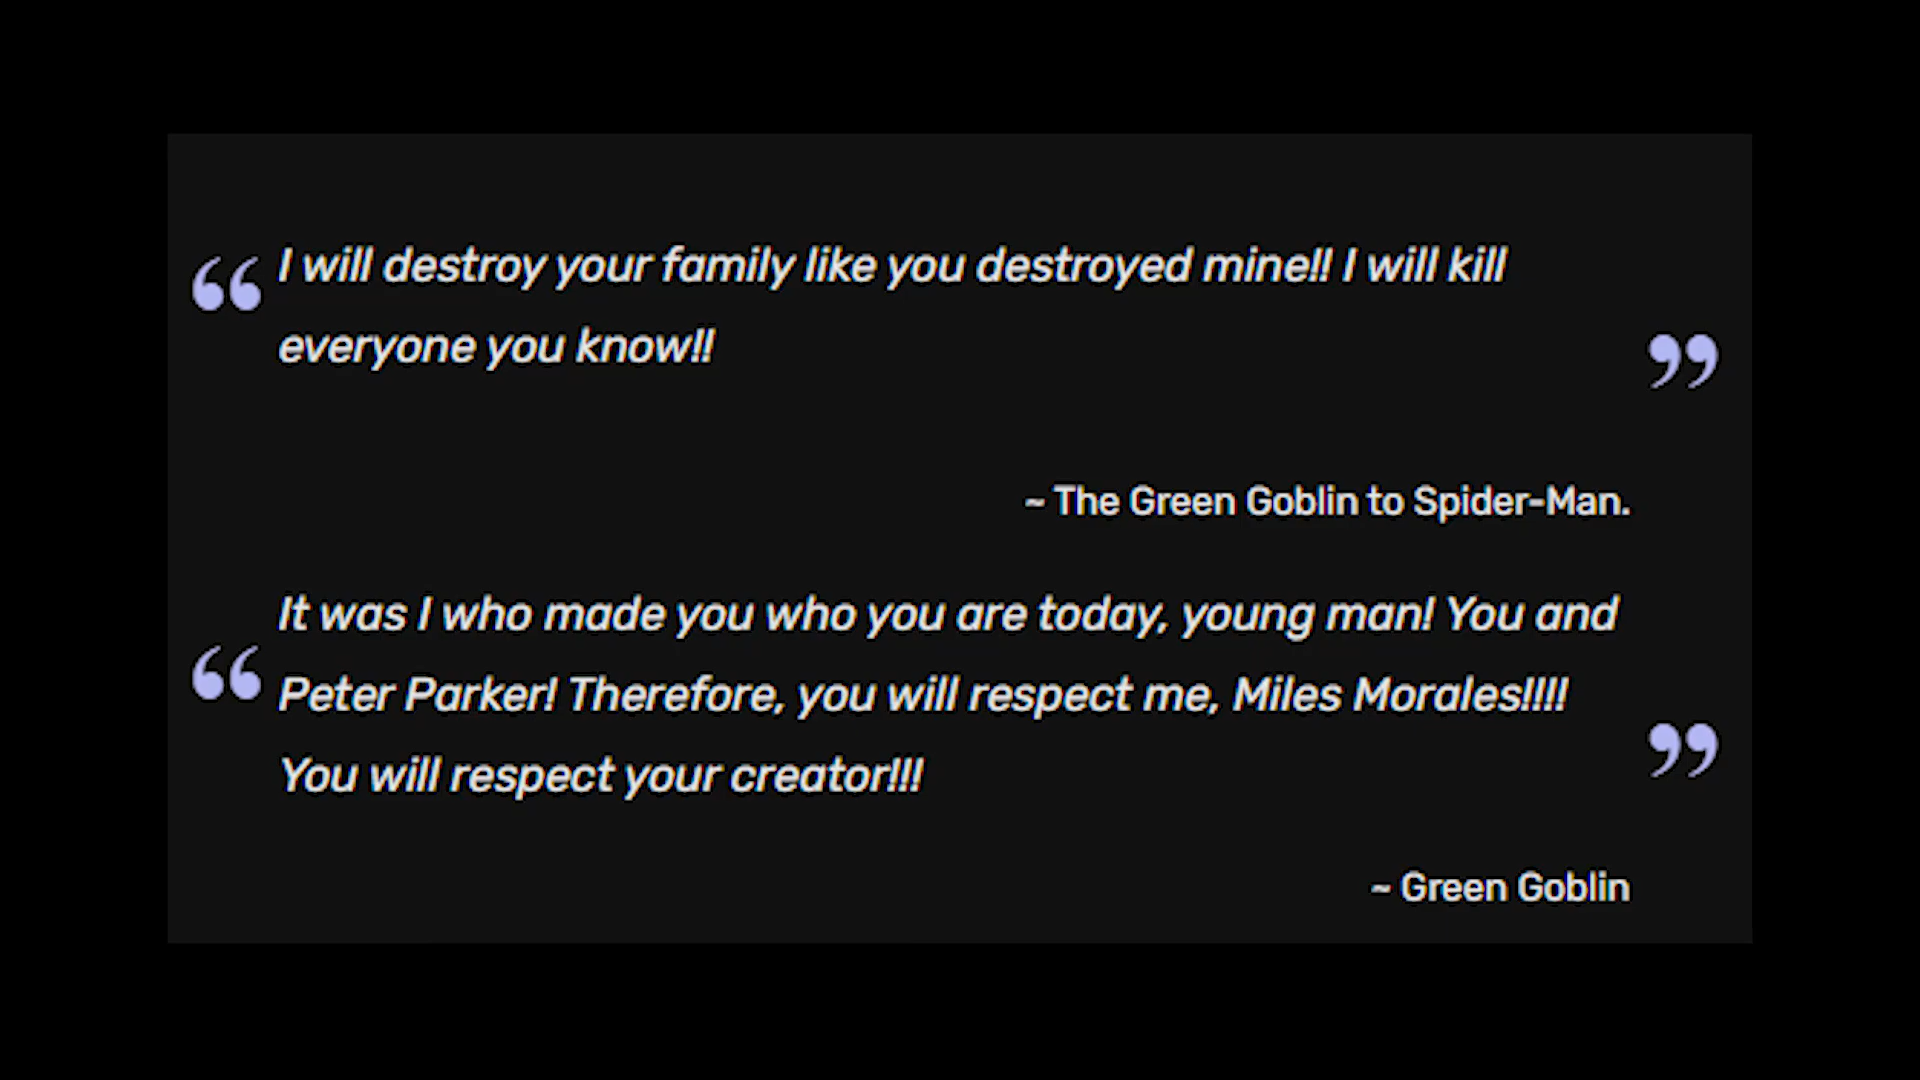 “ I will destroy your family like you destroyed mine!! I will kill
everyone you know!! ”
~ The Green Goblin to Spider-Man.
It was I who made you who you are today, young man! You and
“ Peter Parker! Therefore, you will respect me, Miles Morales!!!!
You will respect your creator!!! ”
~ Green Goblin